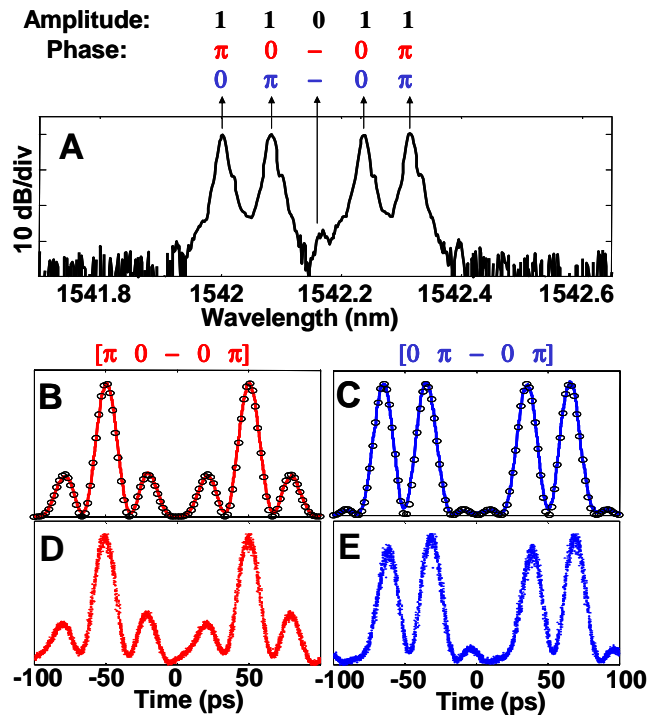 Amplitude: 1 1 0 1 1
Phase: π 0 – 0 π
0 π – 0 π
A
10 dB/div
1541.8 1542 1542.2 1542.4 1542.6
Wavelength (nm)
[π 0 – 0 π] [0 π – 0 π]
B C
D E
-100 -50 0 50 -100 -50 0 50 100
Time (ps) Time (ps)